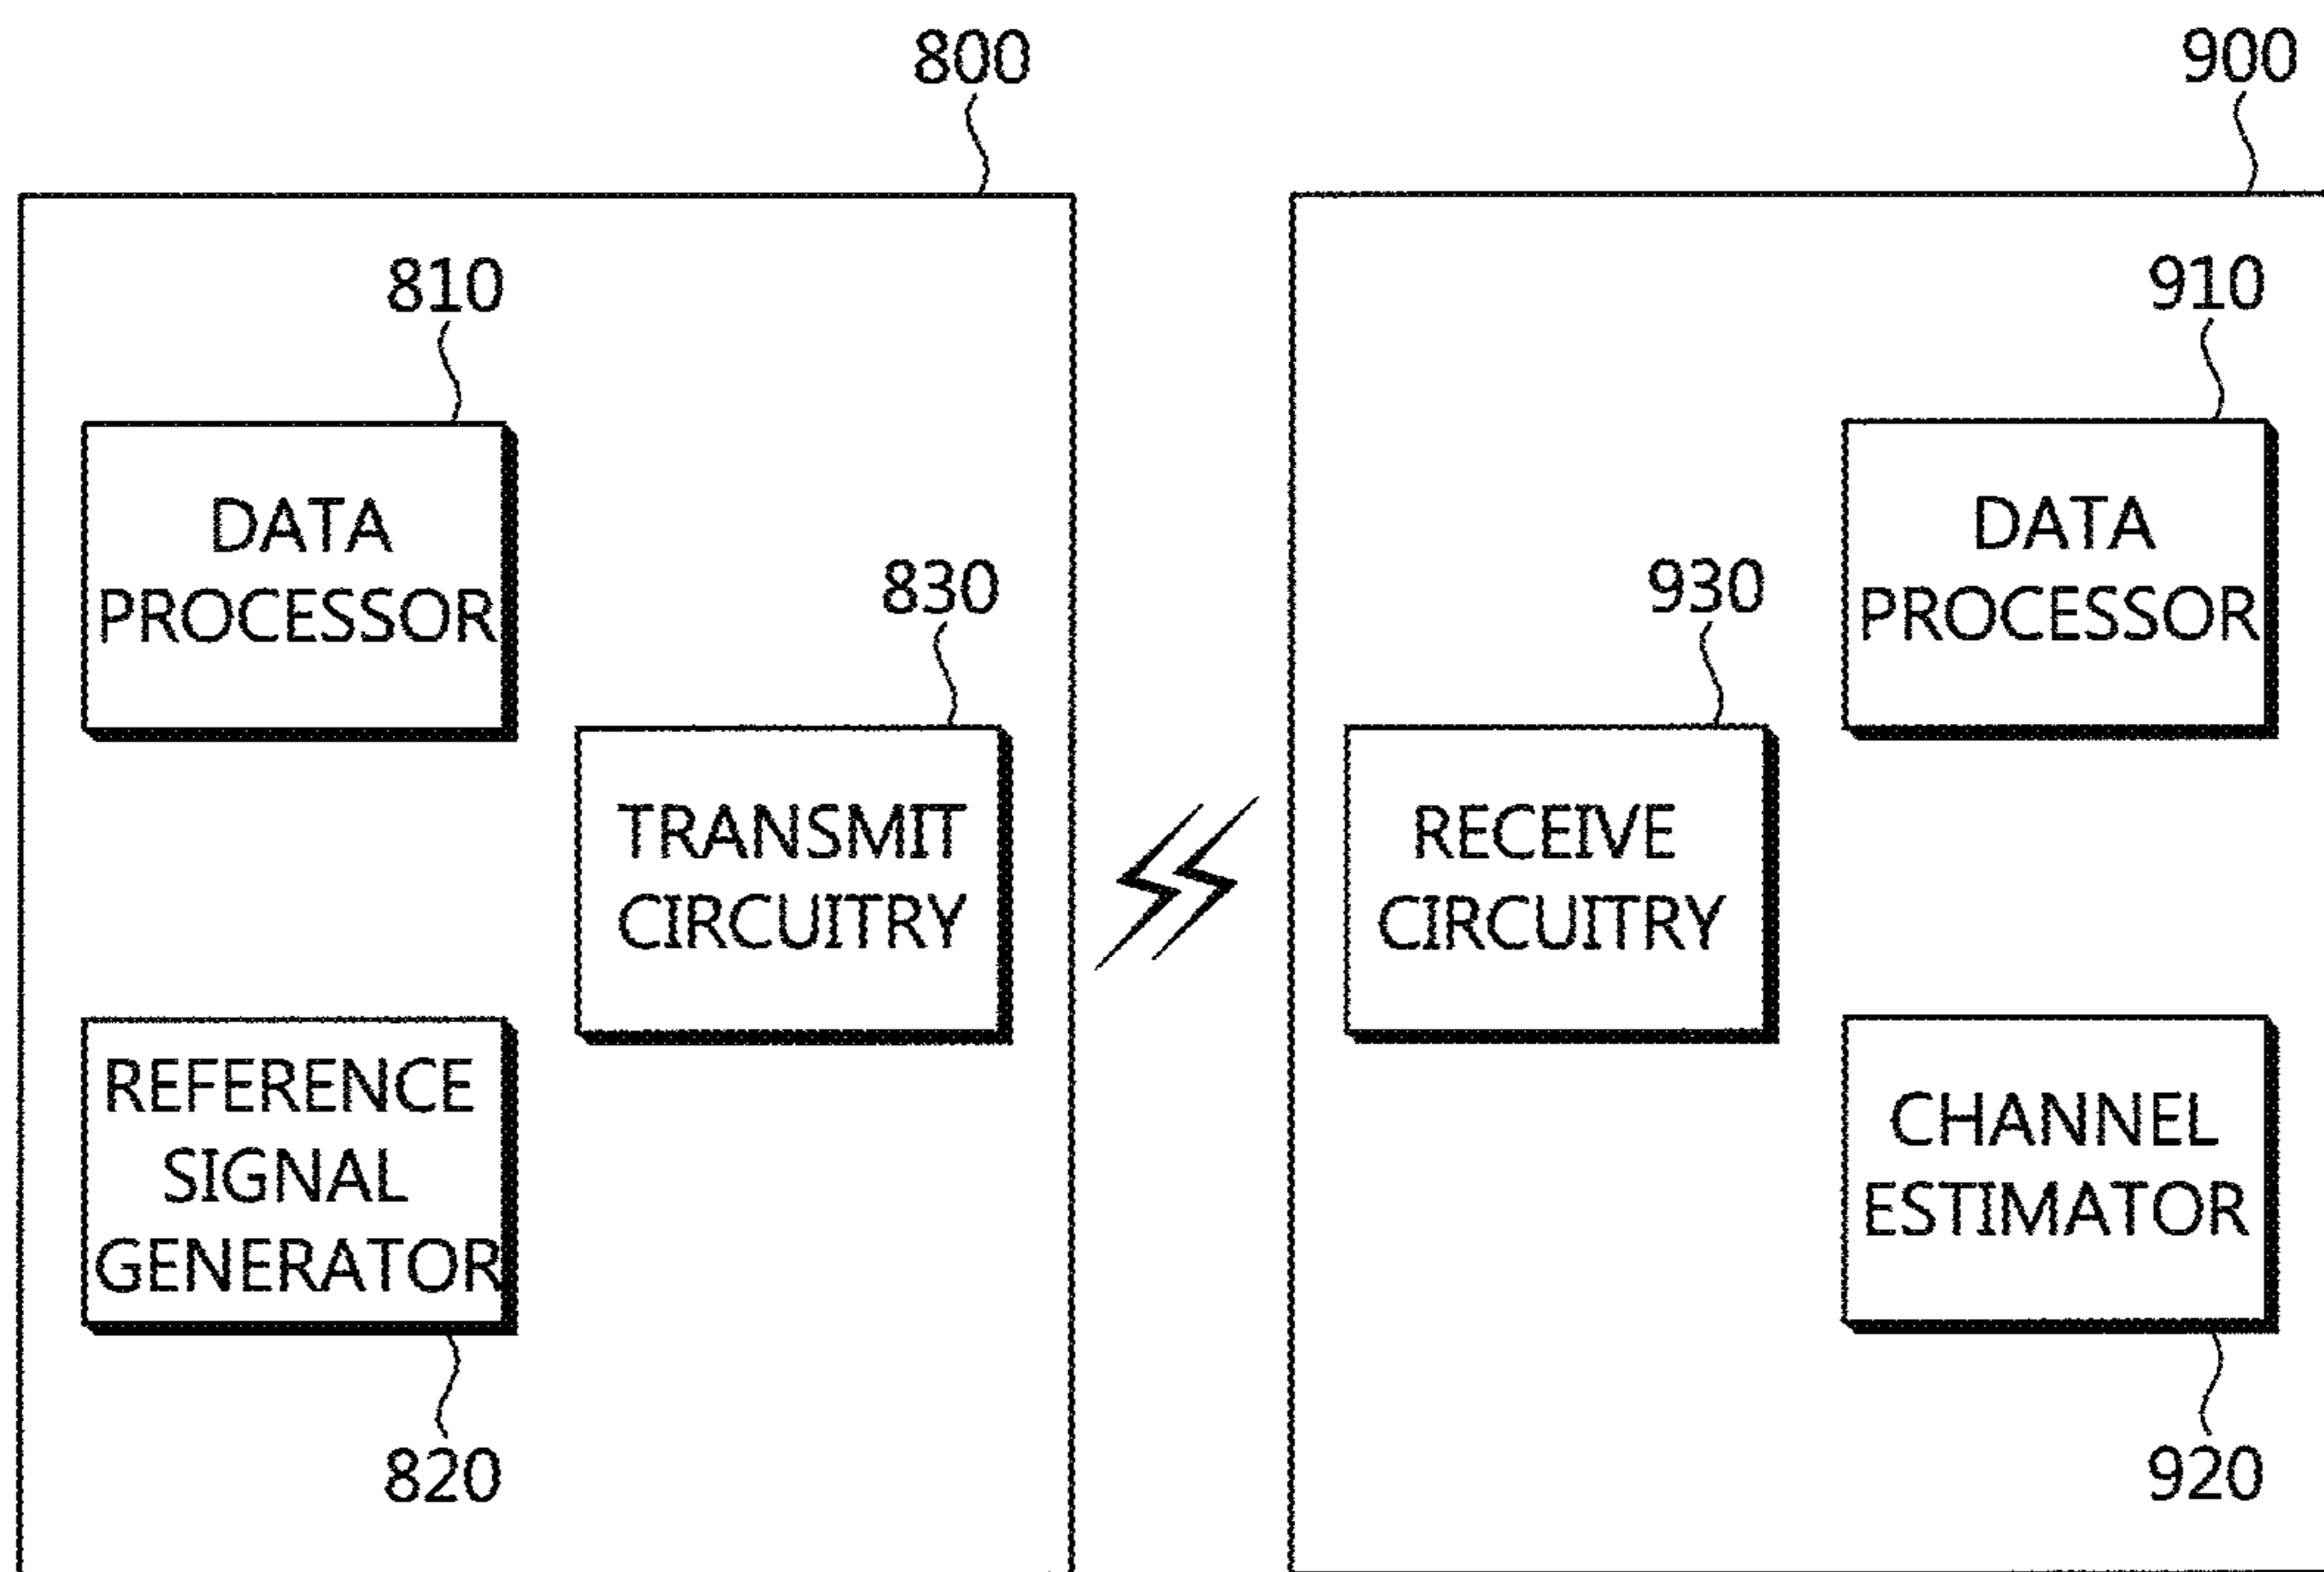 800
900
810
910
DATA
PROCESSOR
DATA
PROCESSOR
830
930
TRANSMIT
CIRCUITRY
RECEIVE
CIRCUITRY
REFERENCE
SIGNAL
GENERATOR
CHANNEL
ESTIMATOR
820
920